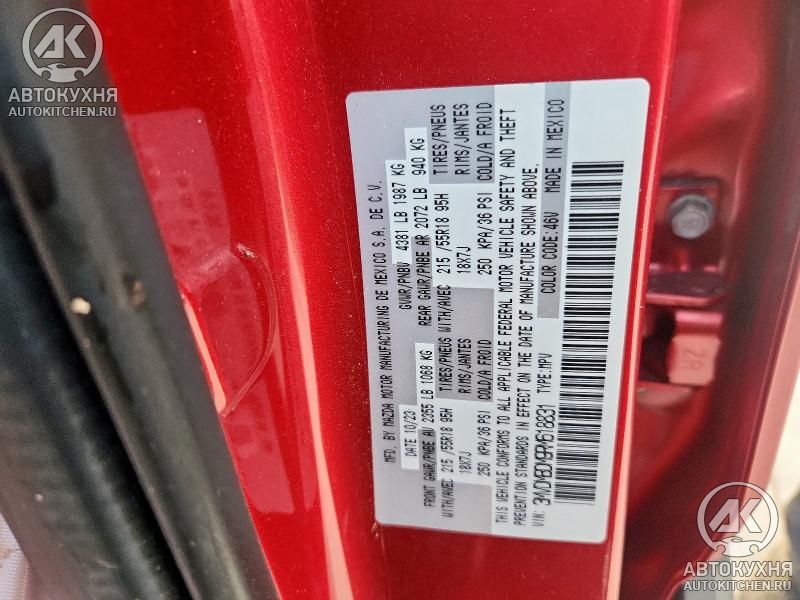 AK
АВТОКУХНЯ
AUTOKITCHEN.RU
MFD. BY MAZDA MOTOR MANUFACTURING DE MEXICO S.A. DE C.V.
DATE 10/23 GVWR/PNBV 4381 LB 1987 KG
FRONT GAWR/PNBE AV 2355 LB 1068 KG REAR GAWR/PNBE AR 2072 LB 940 KG
WITH/AVEC 215 /55R18 95H TIRES/PNEUS WITH/AVEC 215 /55R18 95H TIRES/PNEUS
18X7J RIMS/JANTES 18X7J RIMS/JANTES
250 KPA/36 PSI COLD/A FROID 250 KPA/36 PSI COLD/A FROID
THIS VEHICLE CONFORMS TO ALL APPLICABLE FEDERAL MOTOR VEHICLE SAFETY AND THEFT
PREVENTION STANDARDS IN EFFECT ON THE DATE OF MANUFACTURE SHOWN ABOVE.
VIN: TYPE:MPV COLOR CODE:46V MADE IN MEXICO
ZR
AK
АВТОКУХНЯ
AUTOKITCHEN.RU